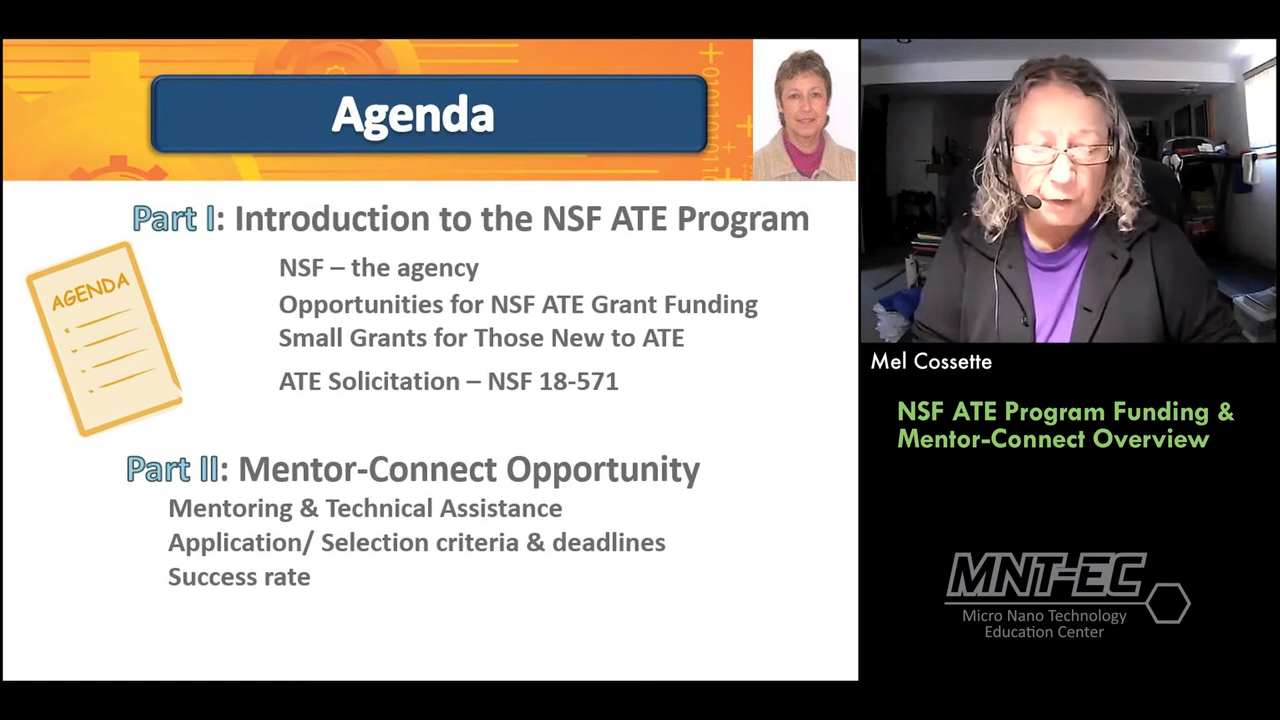 Agenda
Part I: Introduction to the NSF ATE Program
AGENDA
NSF – the agency
Opportunities for NSF ATE Grant Funding
Small Grants for Those New to ATE
ATE Solicitation – NSF 18-571
Part II: Mentor-Connect Opportunity
Mentoring & Technical Assistance
Application/ Selection criteria & deadlines
Success rate
Mel Cossette
NSF ATE Program Funding &
Mentor-Connect Overview
MNT-EC
Micro Nano Technology
Education Center